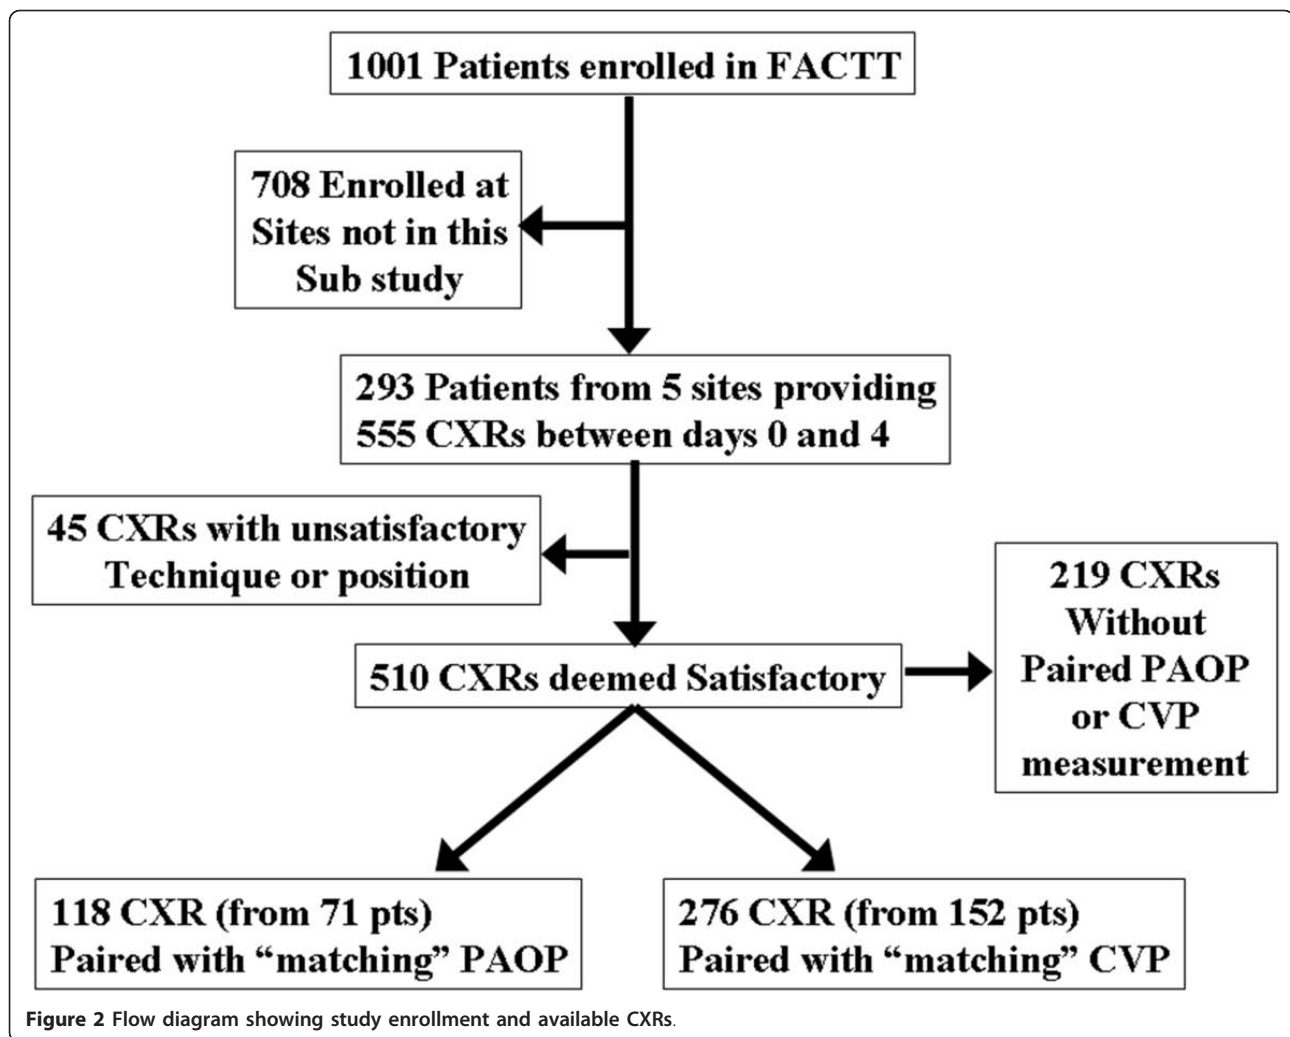 1001 Patients enrolled in FACTT
708 Enrolled at
Sites not in this
Sub study
293 Patients from 5 sites providing
555 CXRs between days 0 and 4
45 CXRs with unsatisfactory
Technique or position
510 CXRs deemed Satisfactory
219 CXRs
Without
Paired PAOP
or CVP
measurement
118 CXR (from 71 pts)
Paired with “matching” PAOP
276 CXR (from 152 pts)
Paired with “matching” CVP
Figure 2 Flow diagram showing study enrollment and available CXRs.